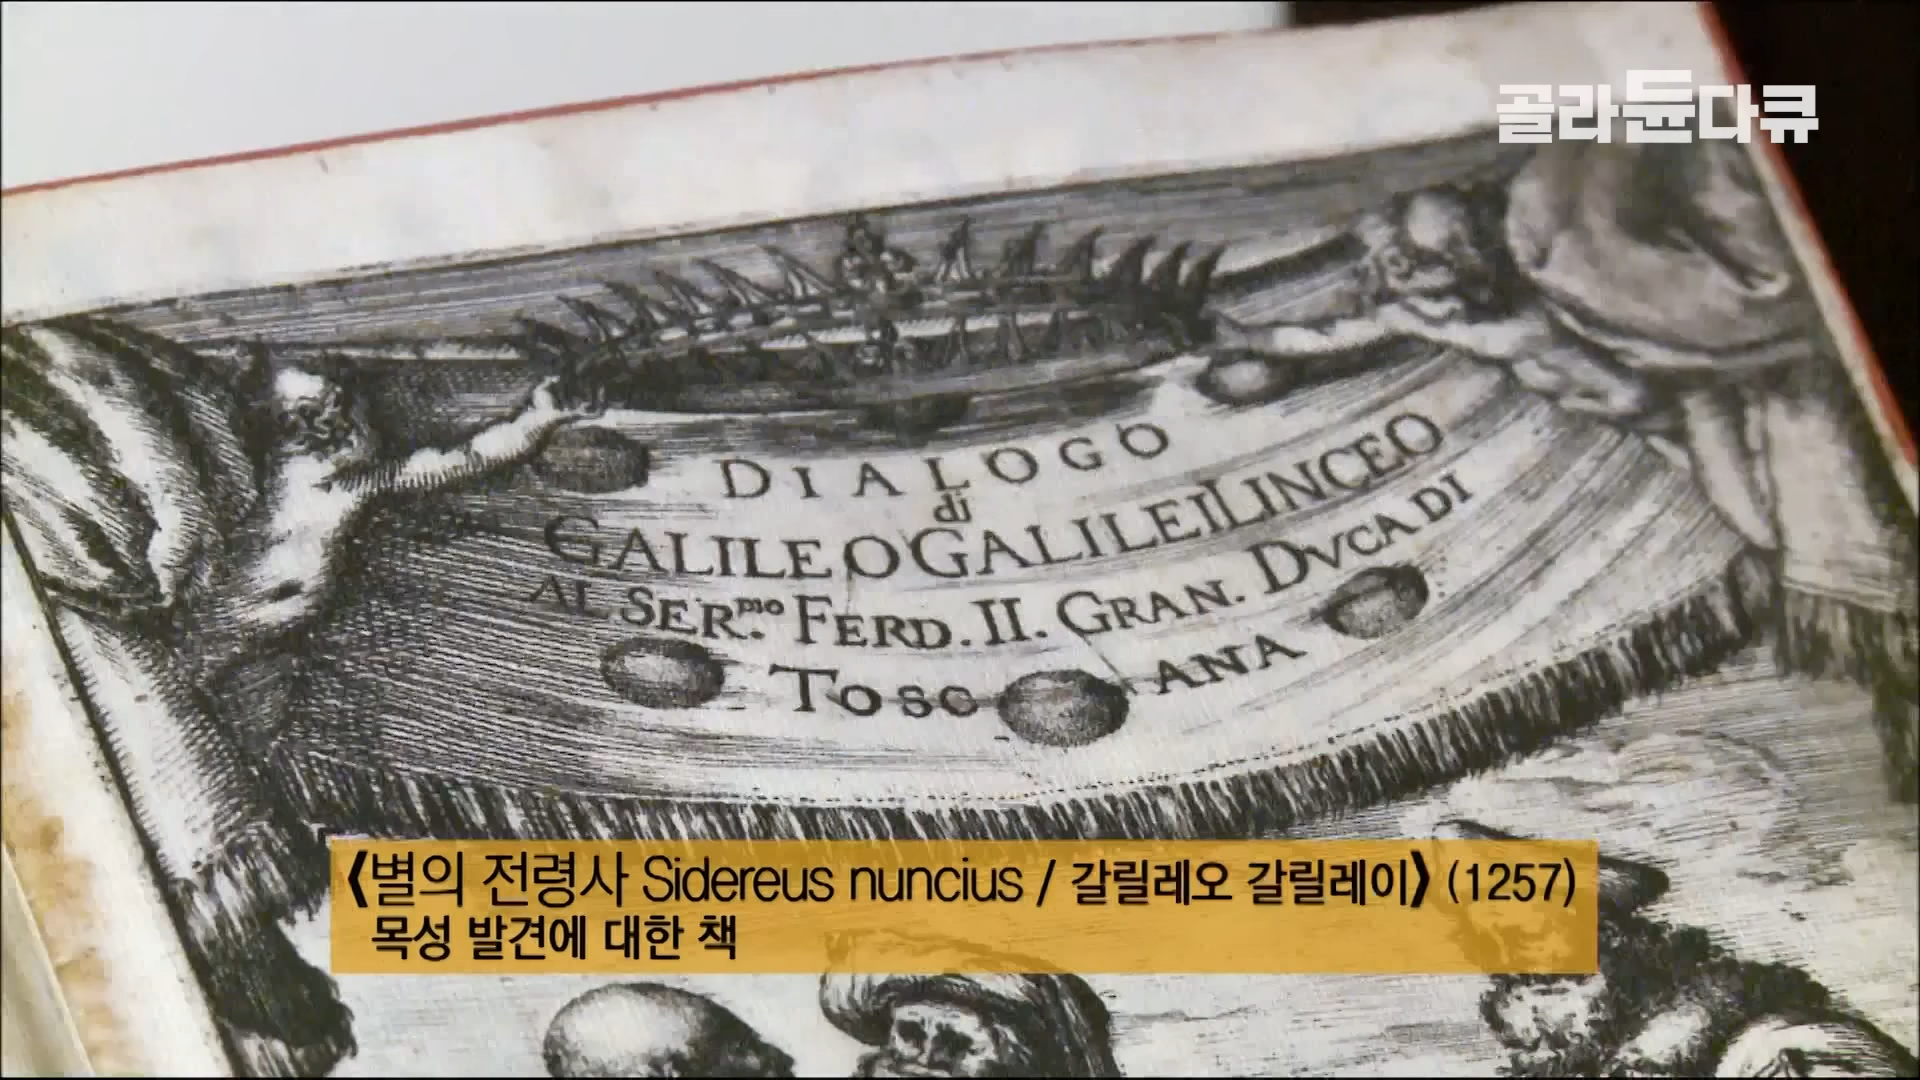 골라듄다큐
DIALOGO
di
GALILEO GALILEI LINCEO
AL SER.mo FERD. II. GRAN. DVCA DI
TOSCANA
《별의 전령사 Sidereus nuncius / 갈릴레오 갈릴레이》 (1257)
목성 발견에 대한 책